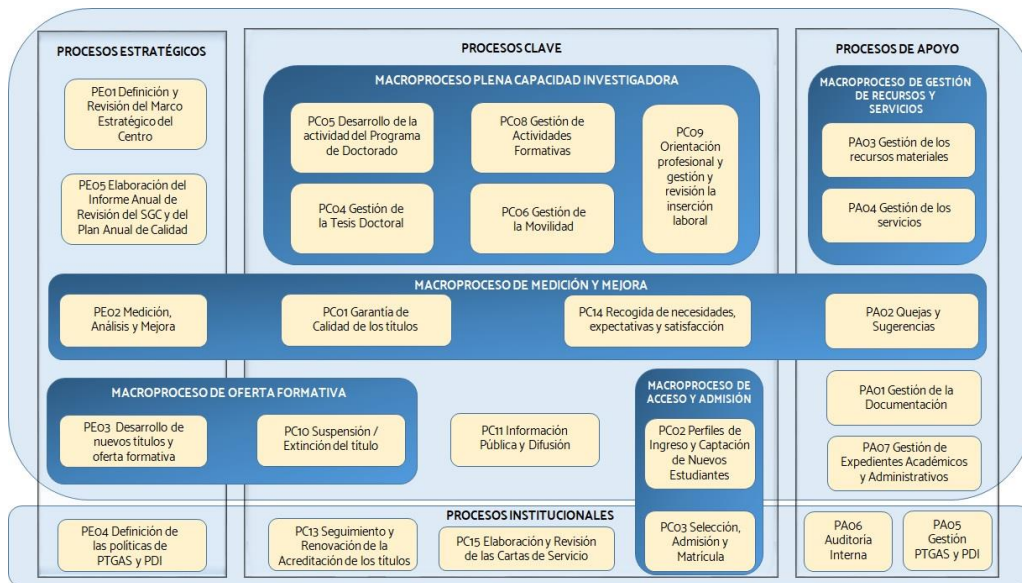 PROCESOS ESTRATÉGICOS
PE01 Definición y
Revisión del Marco
Estratégico del
Centro
PE05 Elaboración del
Informe Anual de
Revisión del SGC y del
Plan Anual de Calidad
PROCESOS CLAVE
MACROPROCESO PLENA CAPACIDAD INVESTIGADORA
PC05 Desarrollo de la
actividad del Programa
de Doctorado
PC08 Gestión de
Actividades
Formativas
PC09
Orientación
profesional y
gestión y
revisión la
inserción
laboral
PC04 Gestión de
la Tesis Doctoral
PC06 Gestión de
la Movilidad
PROCESOS DE APOYO
MACROPROCESO DE GESTIÓN
DE RECURSOS Y
SERVICIOS
PA03 Gestión de los
recursos materiales
PA04 Gestión de los
servicios
MACROPROCESO DE MEDICIÓN Y MEJORA
PE02 Medición,
Análisis y Mejora
PC01 Garantía de
Calidad de los títulos
PC14 Recogida de necesidades,
expectativas y satisfacción
PA02 Quejas y
Sugerencias
MACROPROCESO DE OFERTA FORMATIVA
PE03 Desarrollo de
nuevos títulos y
oferta formativa
PC10 Suspensión /
Extinción del título
PC11 Información
Pública y Difusión
MACROPROCESO DE
ACCESO Y ADMISIÓN
PC02 Perfiles de
Ingreso y Captación
de Nuevos
Estudiantes
PA01 Gestión de la
Documentación
PA07 Gestión de
Expedientes Académicos
y Administrativos
PROCESOS INSTITUCIONALES
PE04 Definición de
las políticas de
PTGAS y PDI
PC13 Seguimiento y
Renovación de la
Acreditación de los títulos
PC15 Elaboración y Revisión
de las Cartas de Servicio
PC03 Selección,
Admisión y
Matrícula
PA06
Auditoría
Interna
PA05
Gestión
PTGAS y PDI